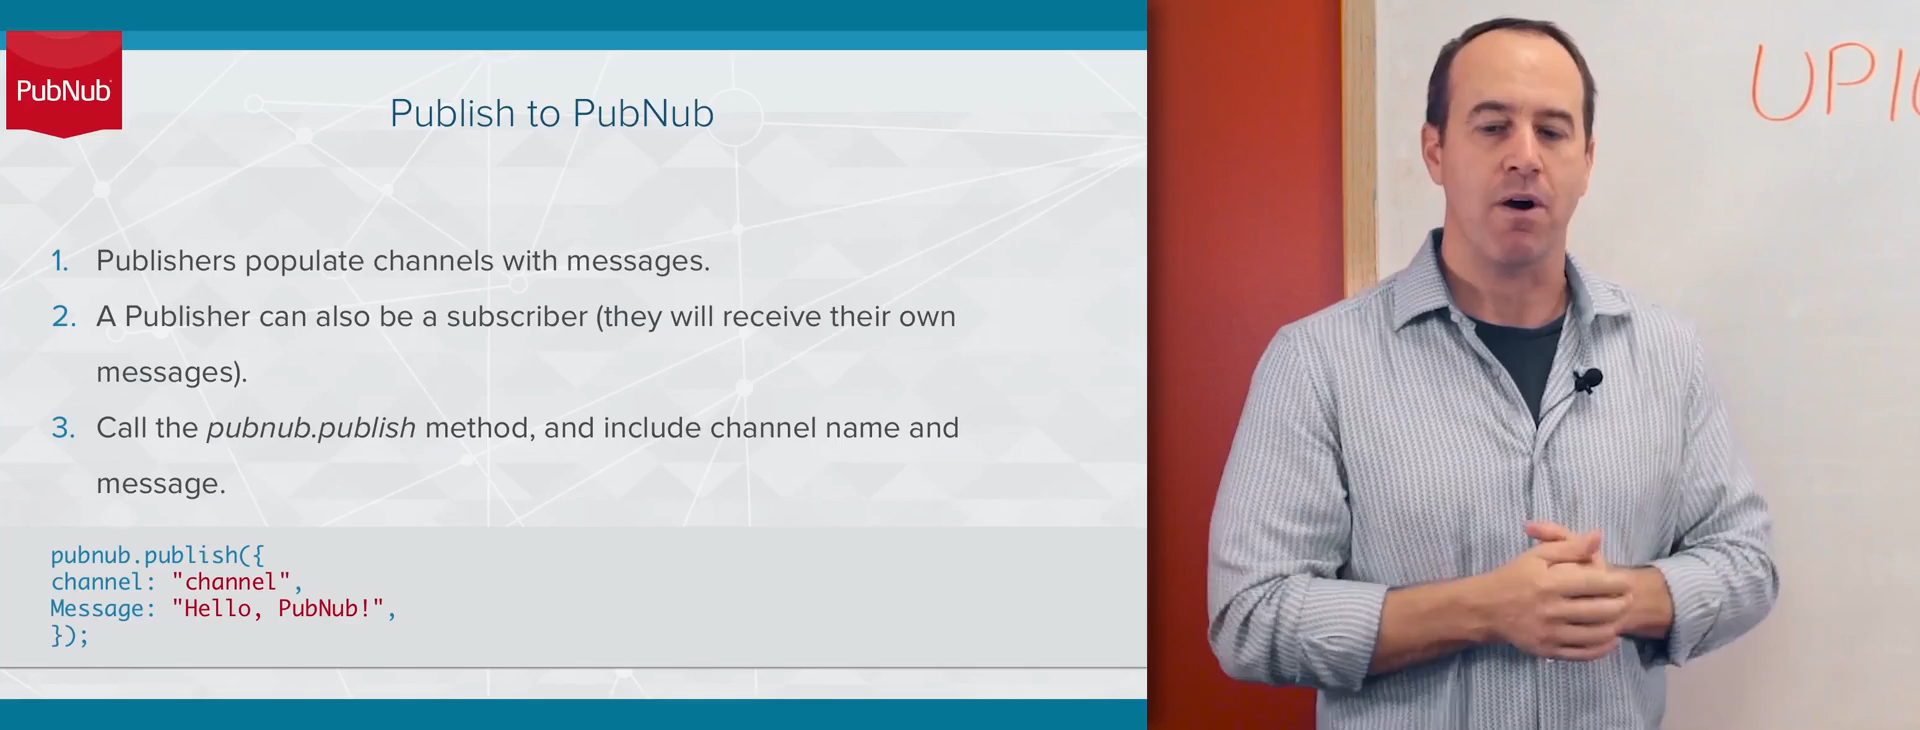 PubNub
Publish to PubNub
1. Publishers populate channels with messages.
2. A Publisher can also be a subscriber (they will receive their own
messages).
3. Call the pubnub.publish method, and include channel name and
message.
pubnub.publish({
channel: "channel",
Message: "Hello, PubNub!",
});